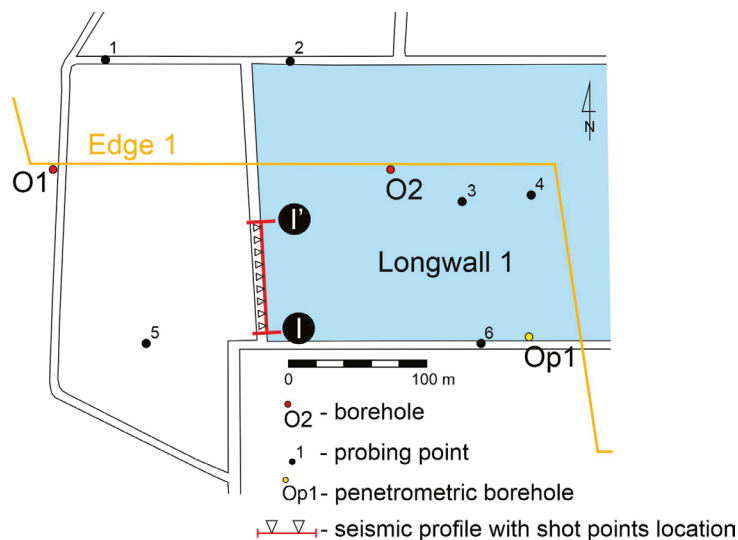 1
2
N
Edge 1
O1
O2
3
4
I'
Longwall 1
5
I
6
Op1
0 100 m
O2 - borehole
1 - probing point
Op1 - penetrometric borehole
- seismic profile with shot points location